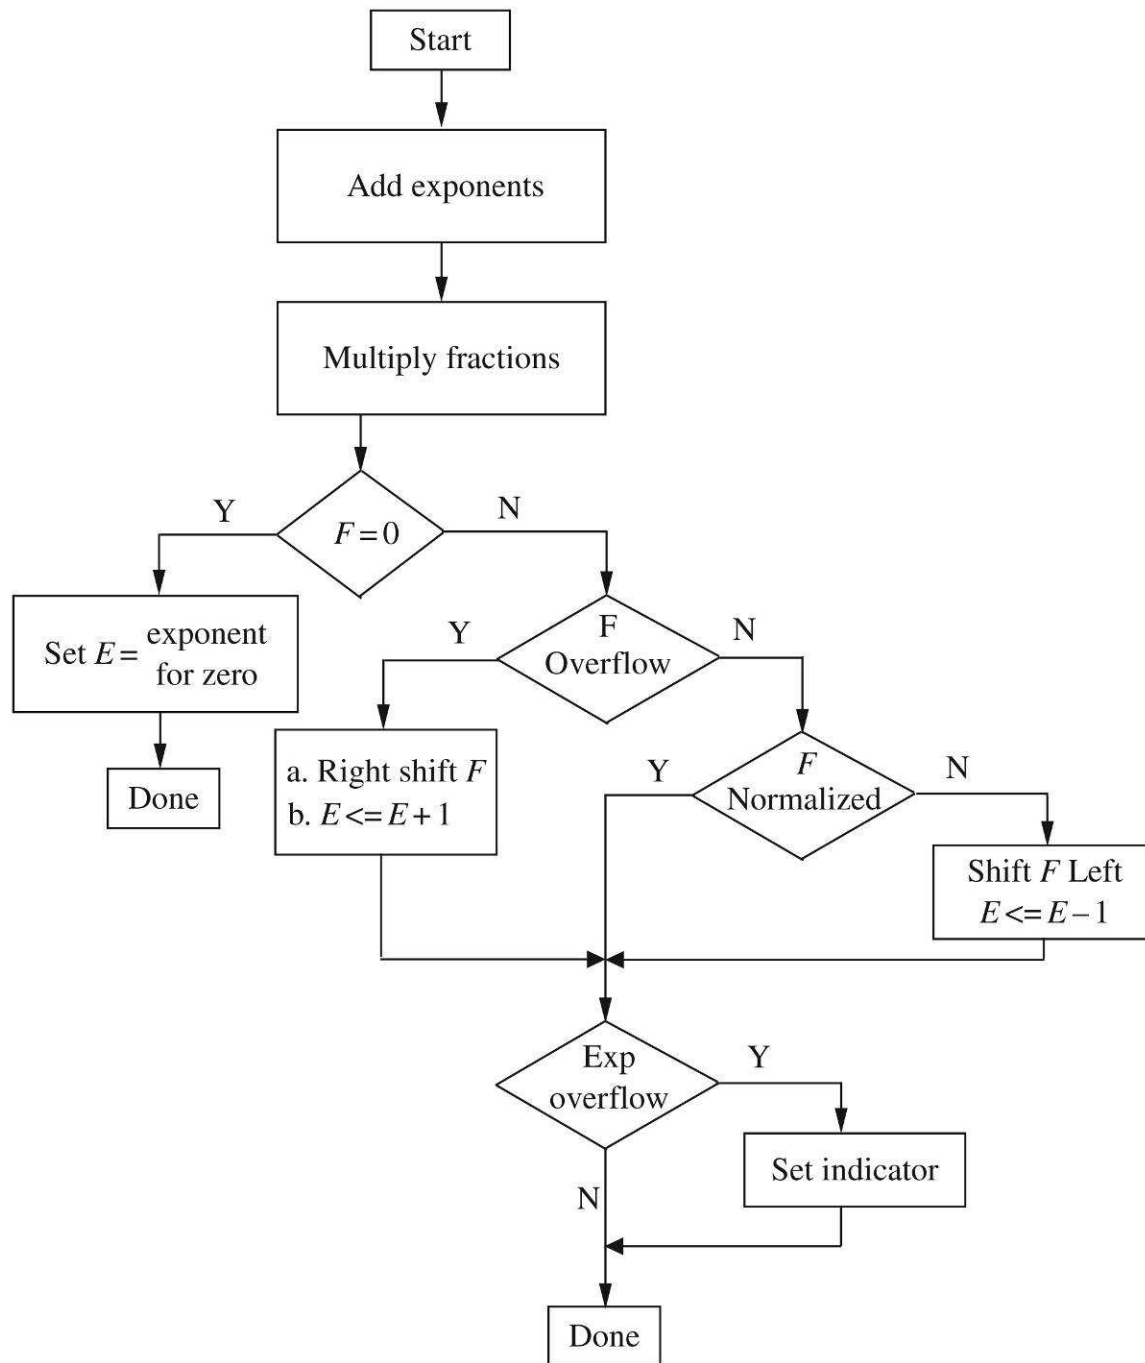 Start
Add exponents
Multiply fractions
Y
N
F=0
Set E= exponent
for zero
Done
Y
N
F
Overflow
a. Right shift F
b. E<=E+1
Y
N
F
Normalized
Shift F Left
E<=E–1
Exp
overflow
Y
N
Set indicator
Done